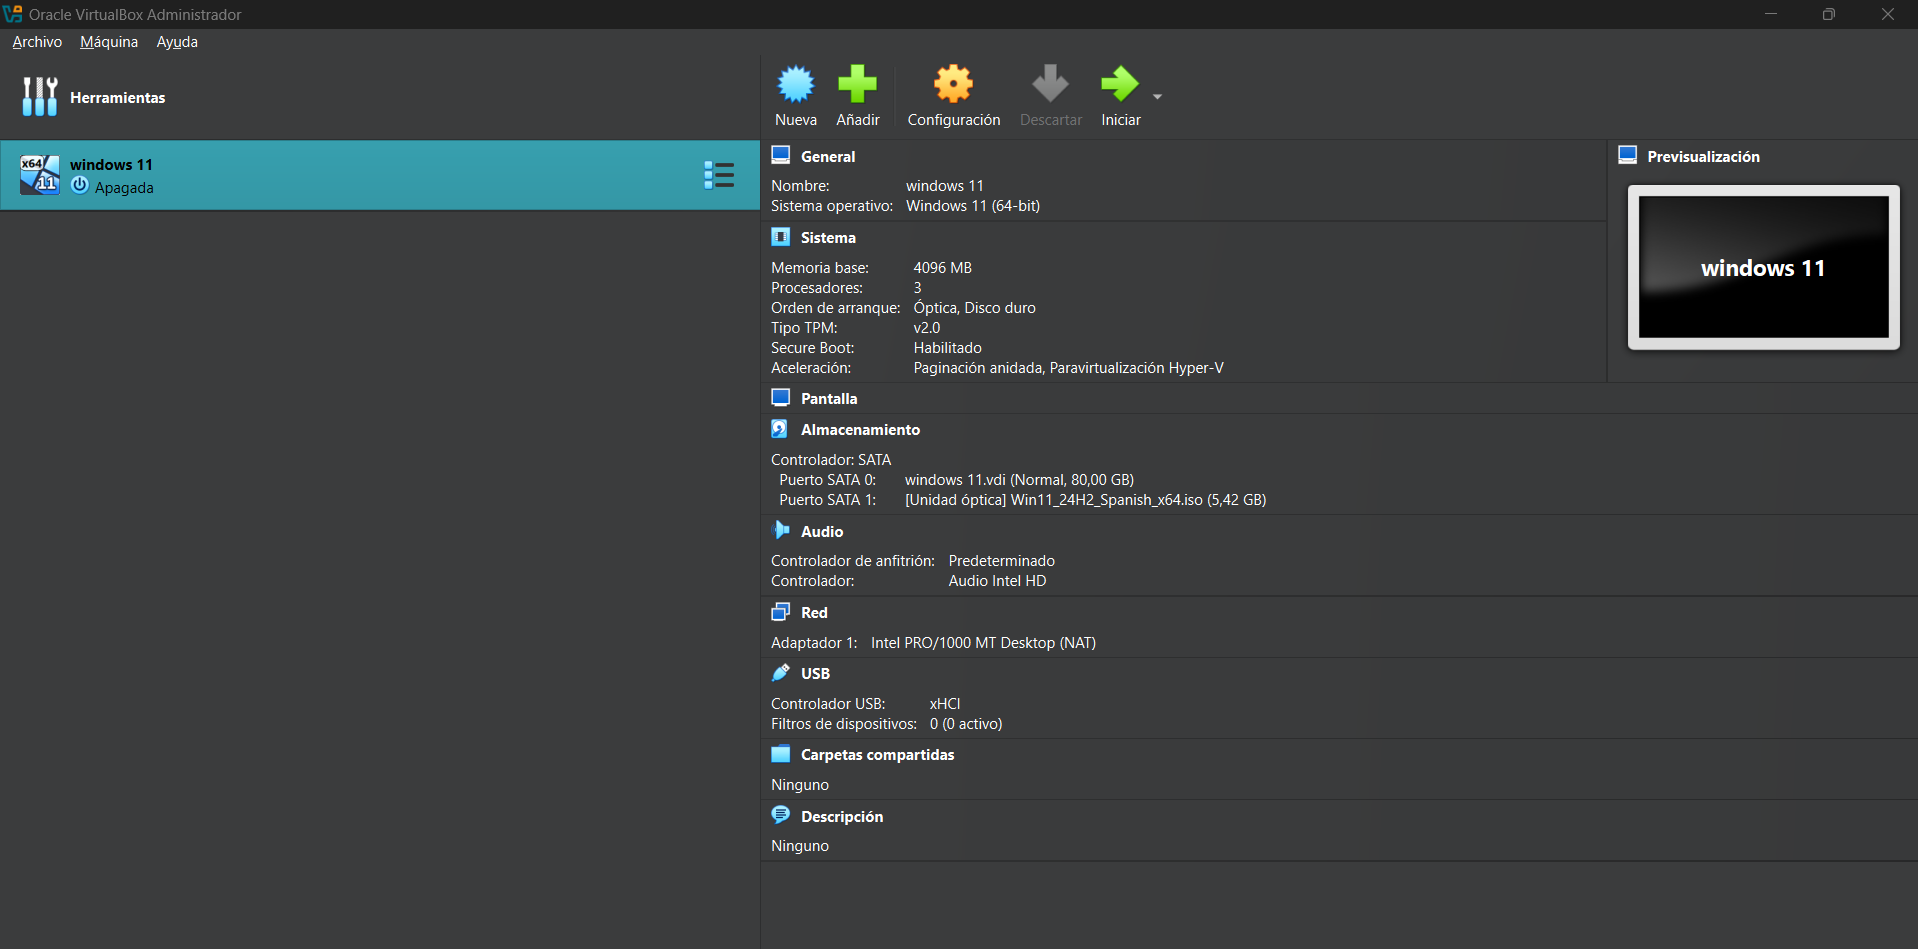 Oracle VirtualBox Administrador
Archivo Máquina Ayuda
Herramientas
Nueva Añadir Configuración Descartar Iniciar
x64 11
windows 11
Apagada
General
Nombre: windows 11
Sistema operativo: Windows 11 (64-bit)
Previsualización
windows 11
Sistema
Memoria base: 4096 MB
Procesadores: 3
Orden de arranque: Óptica, Disco duro
Tipo TPM: v2.0
Secure Boot: Habilitado
Aceleración: Paginación anidada, Paravirtualización Hyper-V
Pantalla
Almacenamiento
Controlador: SATA
Puerto SATA 0: windows 11.vdi (Normal, 80,00 GB)
Puerto SATA 1: [Unidad óptica] Win11_24H2_Spanish_x64.iso (5,42 GB)
Audio
Controlador de anfitrión: Predeterminado
Controlador: Audio Intel HD
Red
Adaptador 1: Intel PRO/1000 MT Desktop (NAT)
USB
Controlador USB: xHCI
Filtros de dispositivos: 0 (0 activo)
Carpetas compartidas
Ninguno
Descripción
Ninguno